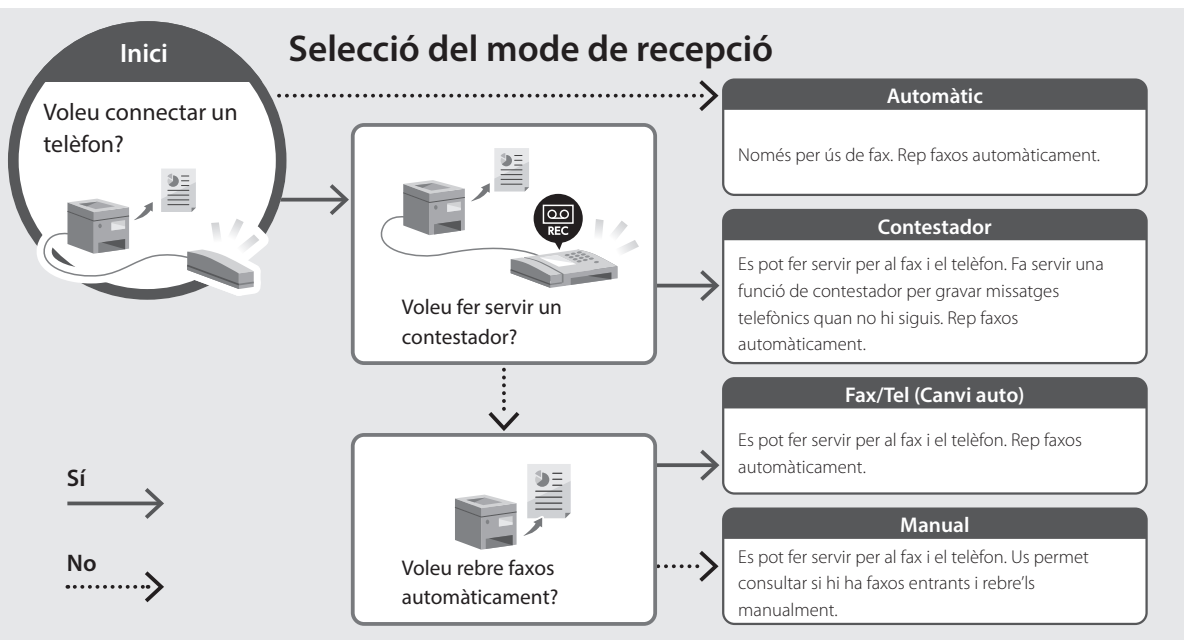 Selecció del mode de recepció
Inici
Voleu connectar un
telèfon?
REC
Voleu fer servir un
contestador?
Voleu rebre faxos
automàticament?
Automàtic
Només per ús de fax. Rep faxos automàticament.
Contestador
Es pot fer servir per al fax i el telèfon. Fa servir una
funció de contestador per gravar missatges
telefònics quan no hi siguis. Rep faxos
automàticament.
Fax/Tel (Canvi auto)
Es pot fer servir per al fax i el telèfon. Rep faxos
automàticament.
Manual
Es pot fer servir per al fax i el telèfon. Us permet
consultar si hi ha faxos entrants i rebre’ls
manualment.
Sí
No